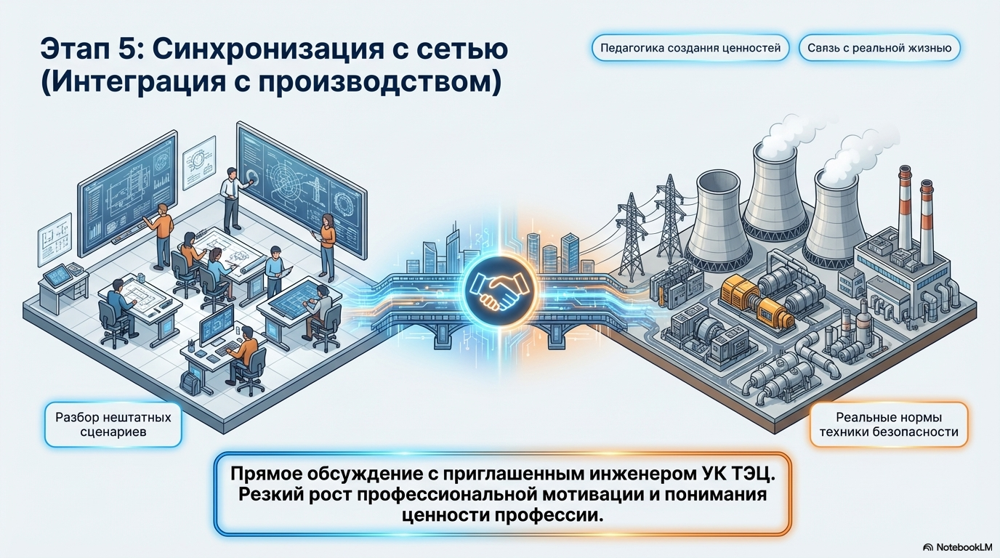 Этап 5: Синхронизация с сетью
(Интеграция с производством)
Педагогика создания ценностей
Связь с реальной жизнью
Разбор нештатных
сценариев
Реальные нормы
техники безопасности
Прямое обсуждение с приглашенным инженером УК ТЭЦ.
Резкий рост профессиональной мотивации и понимания
ценности профессии.
NotebookLM